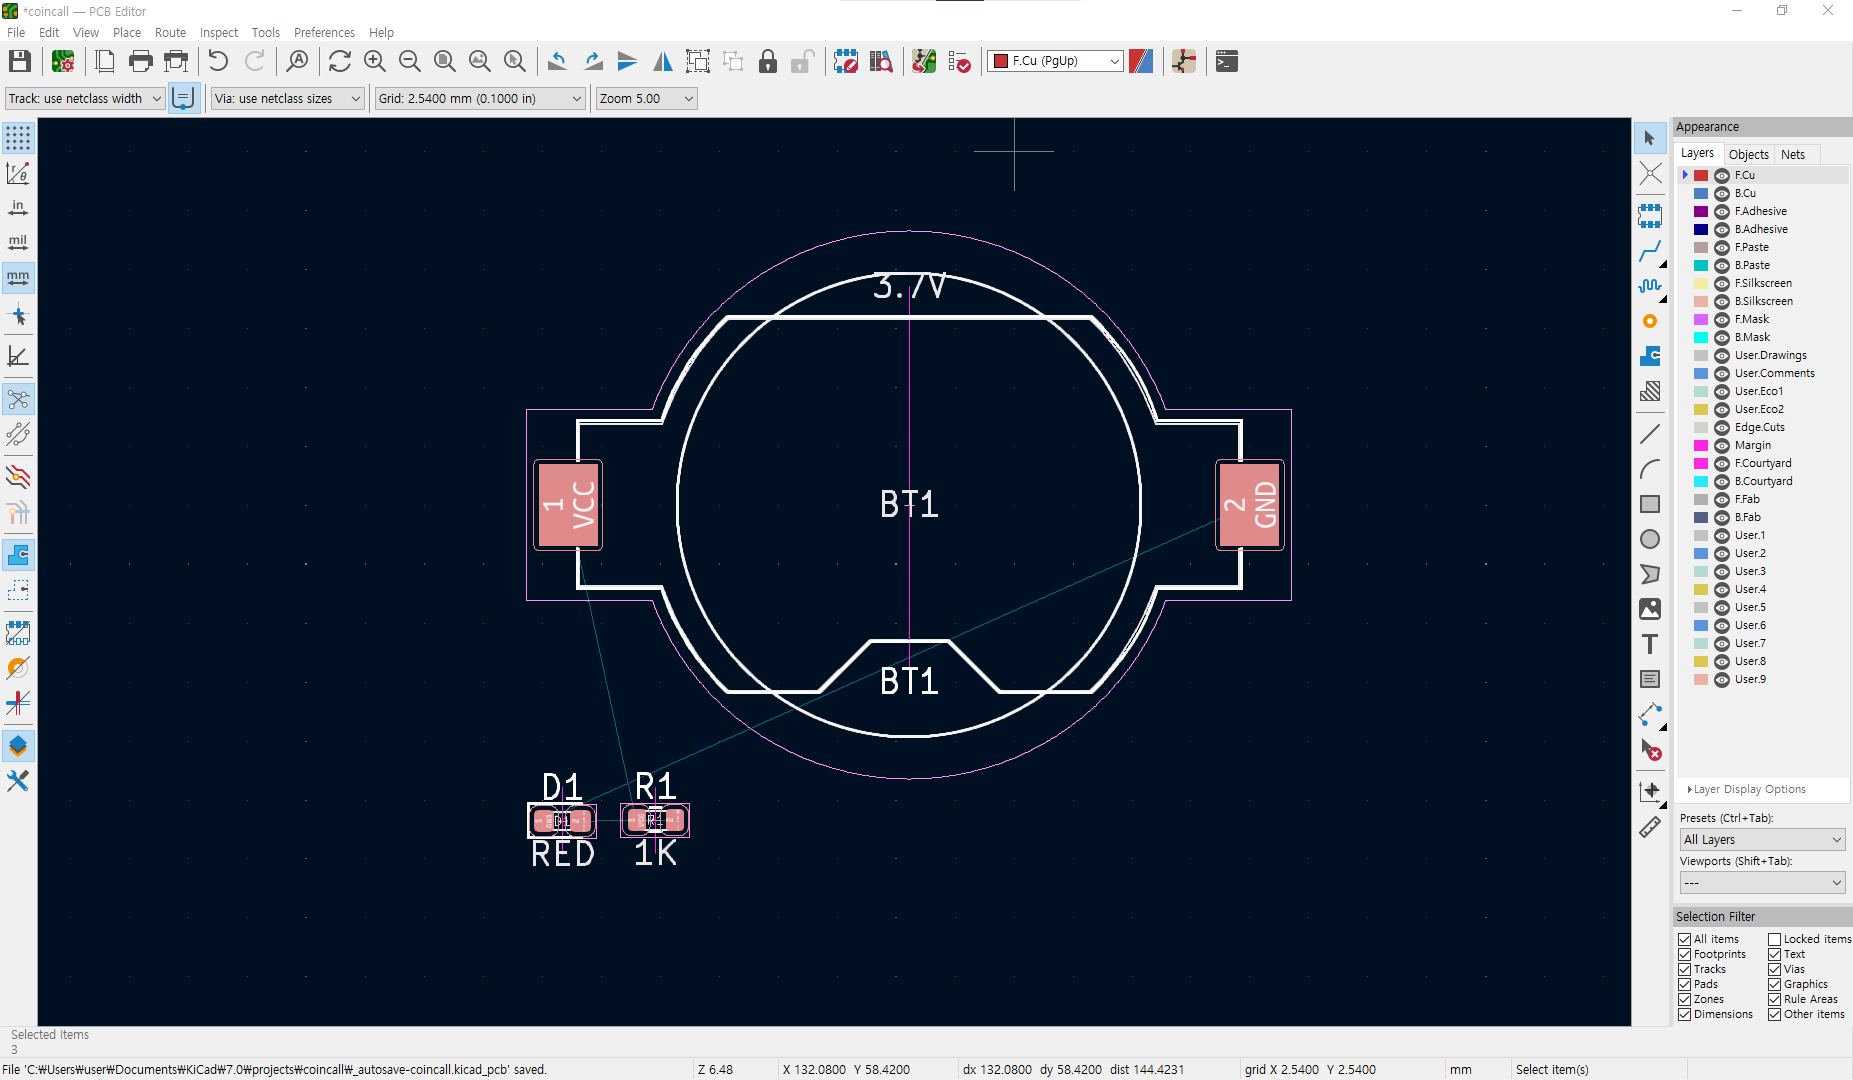 *coincall — PCB Editor
File Edit View Place Route Inspect Tools Preferences Help
F.Cu (PgUp)
Track: use netclass width
Via: use netclass sizes
Grid: 2.5400 mm (0.1000 in)
Zoom 5.00
in
mil
mm
3.7V
1
VCC
BT1
2
GND
BT1
D1
R1
RED
1K
Appearance
Layers Objects Nets
F.Cu
B.Cu
F.Adhesive
B.Adhesive
F.Paste
B.Paste
F.Silkscreen
B.Silkscreen
F.Mask
B.Mask
User.Drawings
User.Comments
User.Eco1
User.Eco2
Edge.Cuts
Margin
F.Courtyard
B.Courtyard
F.Fab
B.Fab
User.1
User.2
User.3
User.4
User.5
User.6
User.7
User.8
User.9
Layer Display Options
Presets (Ctrl+Tab):
All Layers
Viewports (Shift+Tab):
---
Selection Filter
All items Locked items
Footprints Text
Tracks Vias
Pads Graphics
Zones Rule Areas
Dimensions Other items
Selected Items
3
File 'C:₩Users₩user₩Documents₩KiCad₩7.0₩projects₩coincall₩_autosave-coincall.kicad_pcb' saved.
Z 6.48
X 132.0800 Y 58.4200
dx 132.0800 dy 58.4200 dist 144.4231
grid X 2.5400 Y 2.5400
mm
Select item(s)